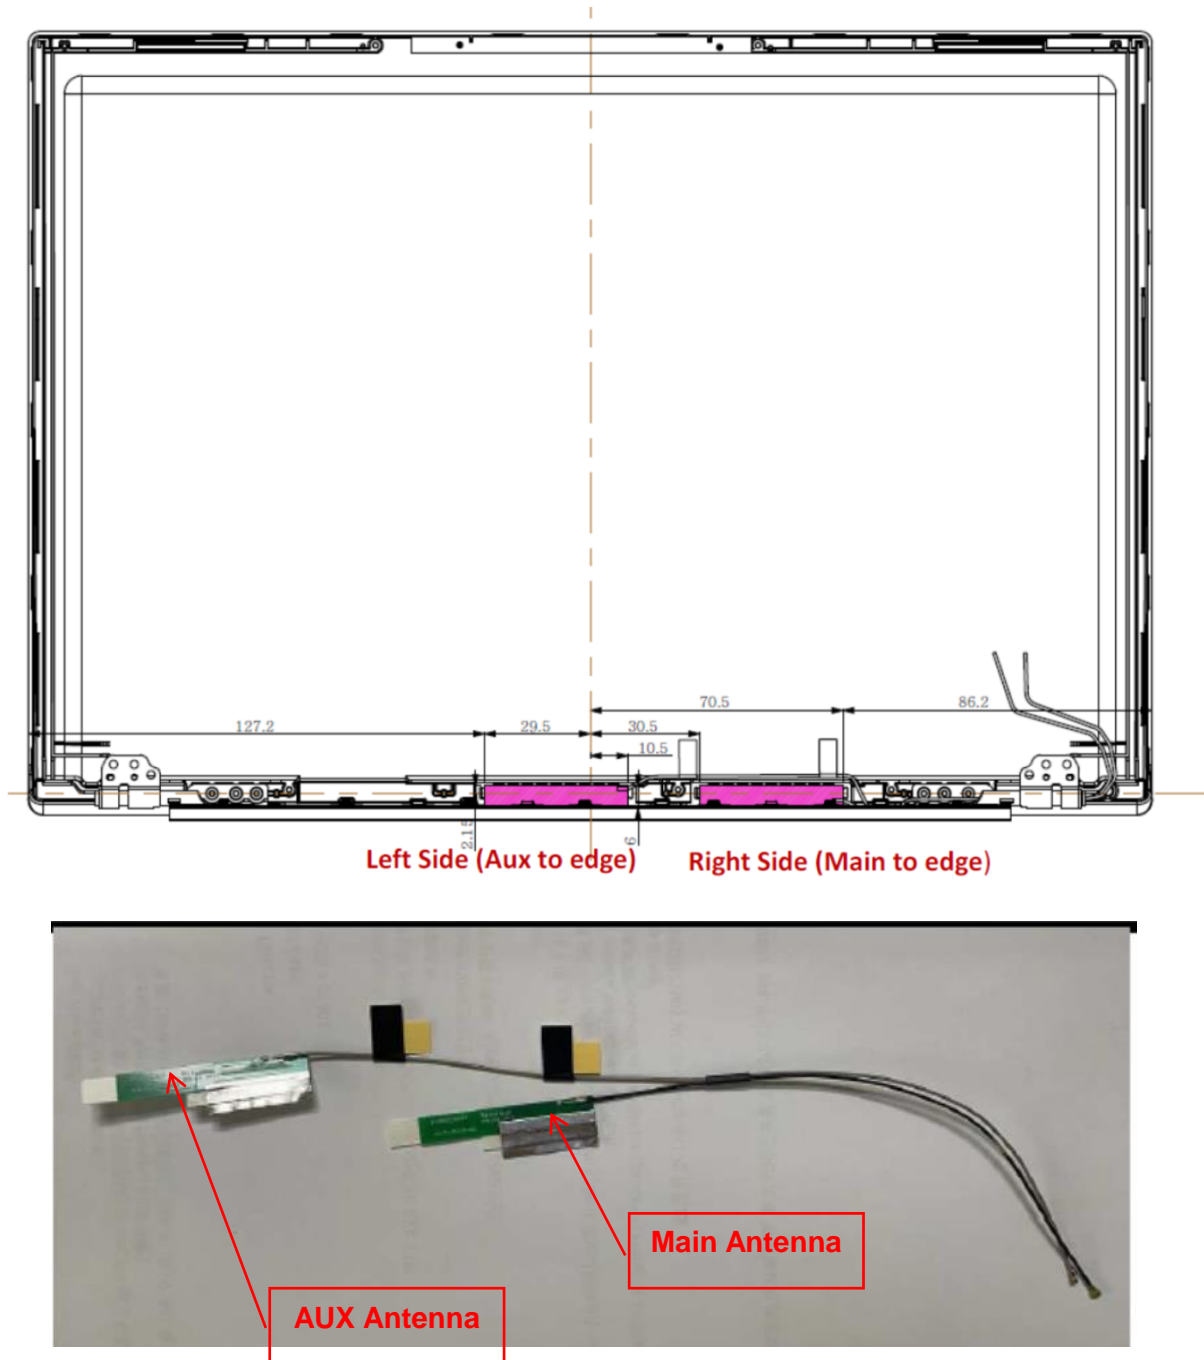 70.5
86.2
127.2
29.5
30.5
10.5
2.15
6
Left Side (Aux to edge)
Right Side (Main to edge)
Main Antenna
AUX Antenna